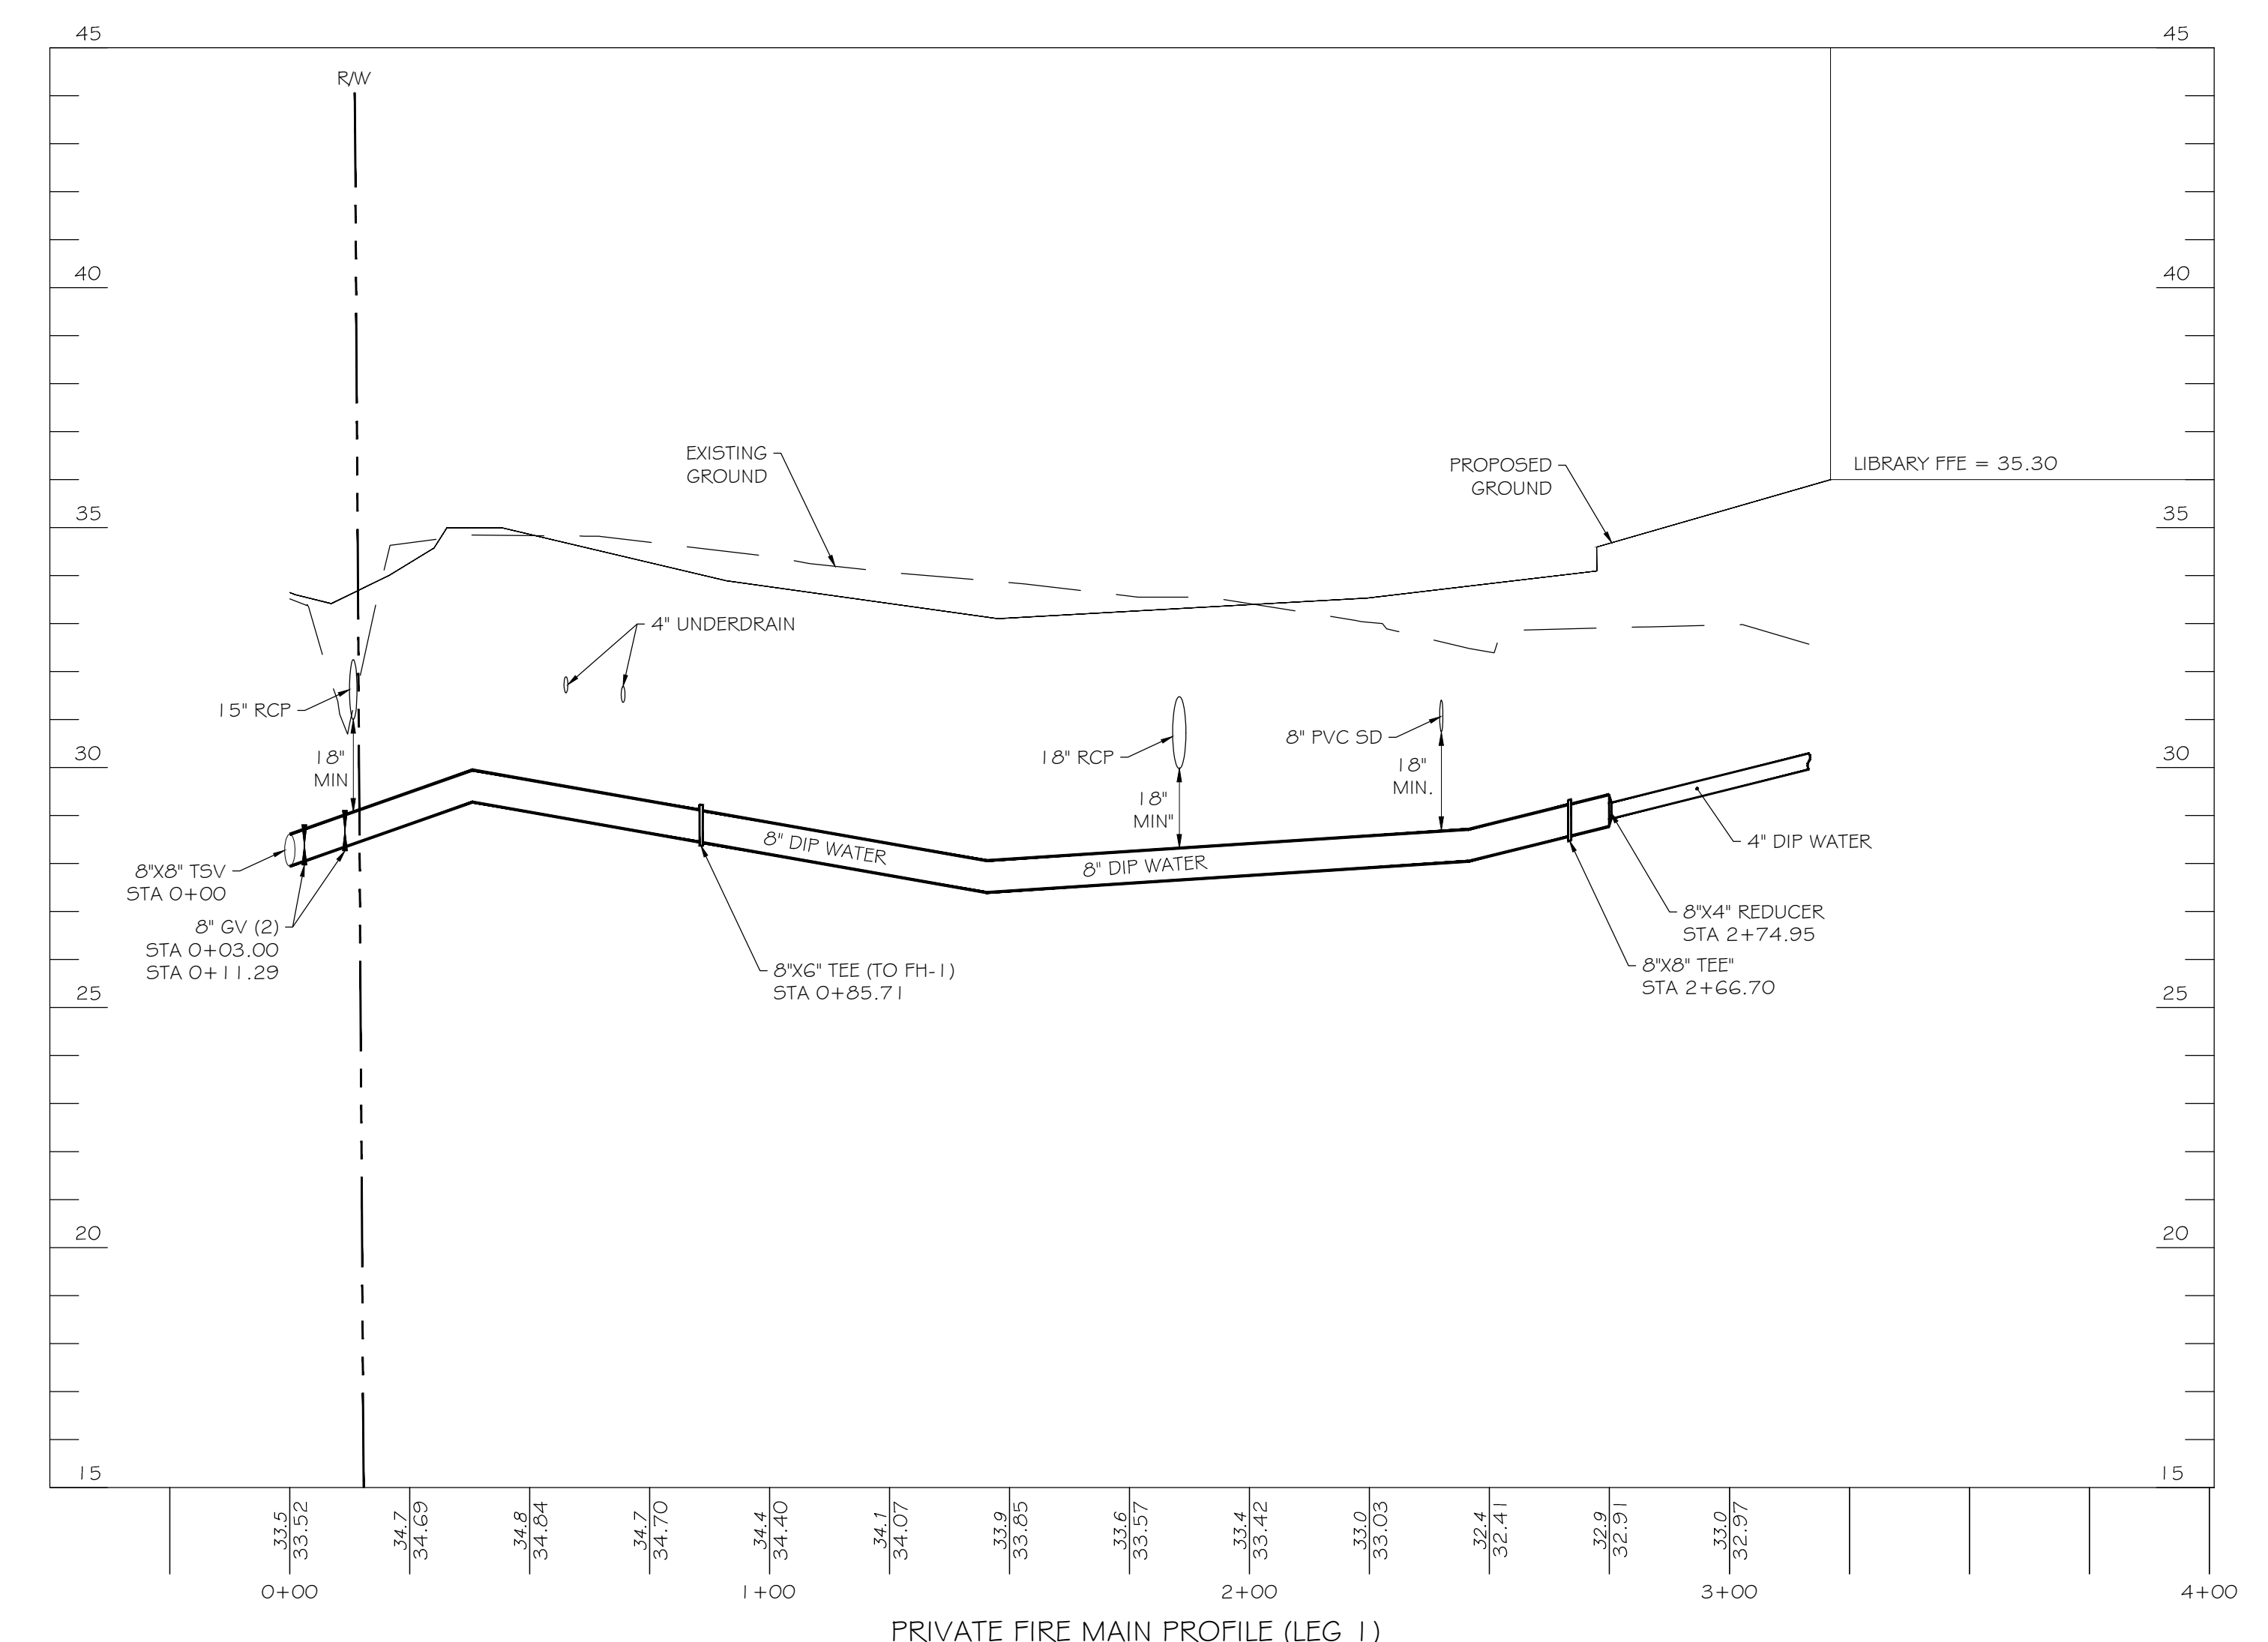 45
45
R/W
40
40
EXISTING
GROUND
PROPOSED
GROUND
LIBRARY FFE = 35.30
35
35
4" UNDERDRAIN
15" RCP
18"
MIN
30
30
18" RCP
8" PVC SD
18"
MIN"
18"
MIN.
8" DIP WATER
8" DIP WATER
4" DIP WATER
8"X8" TSV
STA 0+00
8" GV (2)
STA 0+03.00
STA 0+11.29
8"X4" REDUCER
STA 2+74.95
8"X6" TEE (TO FH-1)
STA 0+85.71
8"X8" TEE"
STA 2+66.70
25
25
20
20
15
15
33.5
33.52
34.7
34.69
34.8
34.84
34.7
34.70
34.4
34.40
34.1
34.07
33.9
33.85
33.6
33.57
33.4
33.42
33.0
33.03
32.4
32.41
32.9
32.91
33.0
32.97
0+00
1+00
2+00
3+00
4+00
PRIVATE FIRE MAIN PROFILE (LEG 1)